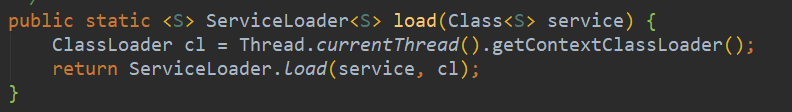 public static <S> ServiceLoader<S> load(Class<S> service) {
    ClassLoader cl = Thread.currentThread().getContextClassLoader();
    return ServiceLoader.load(service, cl);
}